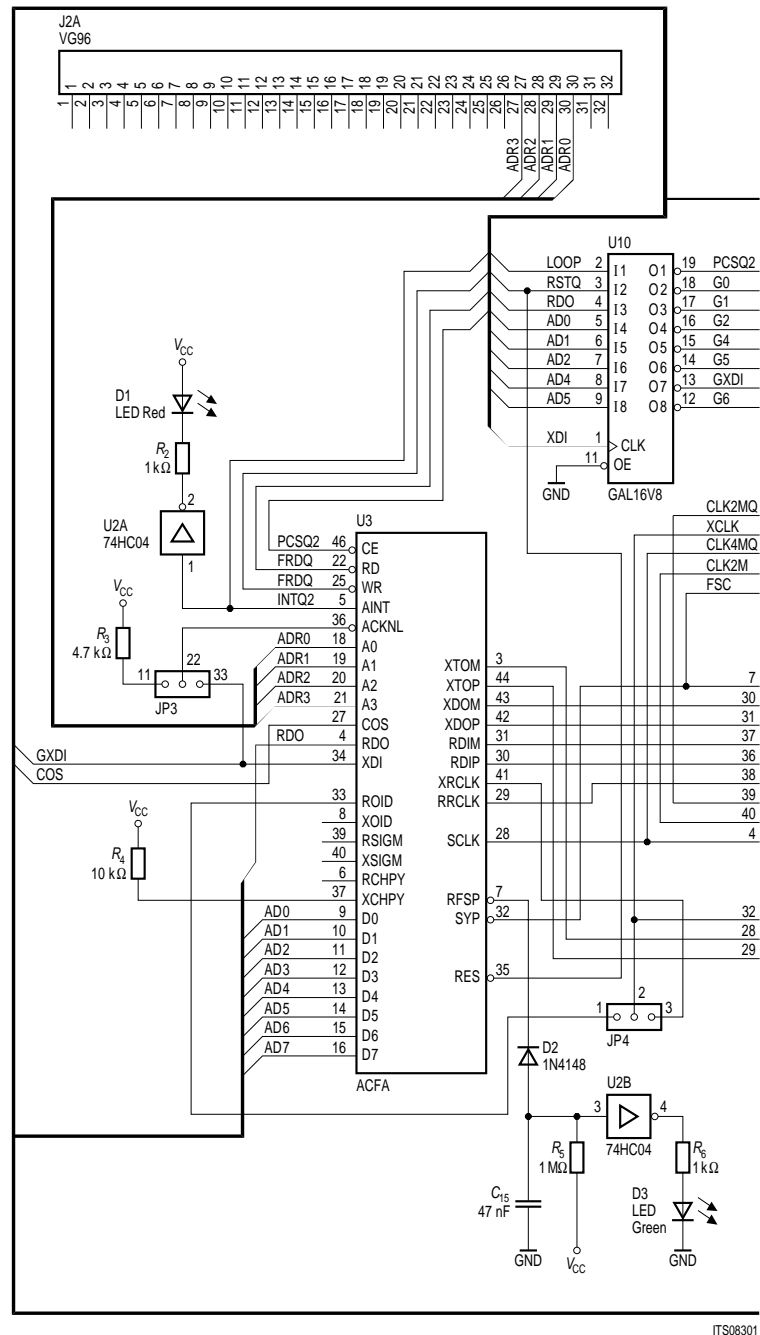 J2A
VG96
1 2 3 4 5 6 7 8 9 10 11 12 13 14 15 16 17 18 19 20 21 22 23 24 25 26 27 28 29 30 31 32
1 2 3 4 5 6 7 8 9 10 11 12 13 14 15 16 17 18 19 20 21 22 23 24 25 26 27 28 29 30 31 32
ADR3 ADR2 ADR1 ADR0
U10
LOOP 2 I1 O1 19 PCSQ2
RSTQ 3 I2 O2 18 G0
RDO 4 I3 O3 17 G1
AD0 5 I4 O4 16 G2
AD1 6 I5 O5 15 G4
AD2 7 I6 O6 14 G5
AD4 8 I7 O7 13 GXDI
AD5 9 I8 O8 12 G6
XDI 1 CLK
11 OE
GND
GAL16V8
VCC
D1
LED Red
R2
1 kΩ
2
U2A
74HC04
1
VCC
R3
4.7 kΩ
11 22 33
JP3
CLK2MQ
XCLK
CLK4MQ
CLK2M
FSC
U3
PCSQ2 46 CE
FRDQ 22 RD
FRDQ 25 WR
INTQ2 5 AINT
36 ACKNL
ADR0 18 A0
ADR1 19 A1
ADR2 20 A2
ADR3 21 A3
27 COS
RDO 4 RDO
34 XDI
GXDI
COS
33 ROID
8 XOID
39 RSIGM
40 XSIGM
6 RCHPY
37 XCHPY
AD0 9 D0
AD1 10 D1
AD2 11 D2
AD3 12 D3
AD4 13 D4
AD5 14 D5
AD6 15 D6
AD7 16 D7
ACFA
XTOM 3
XTOP 44
XDOM 43
XDOP 42
RDIM 31
RDIP 30
XRCLK 41
RRCLK 29
SCLK 28
RFSP 7
SYP 32
RES 35
7
30
31
37
36
38
39
40
4
32
28
29
VCC
R4
10 kΩ
1 2 3
JP4
D2
1N4148
U2B
3 4
74HC04
R5
1 MΩ
R6
1 kΩ
C15
47 nF
D3
LED
Green
GND
VCC
GND
ITS08301